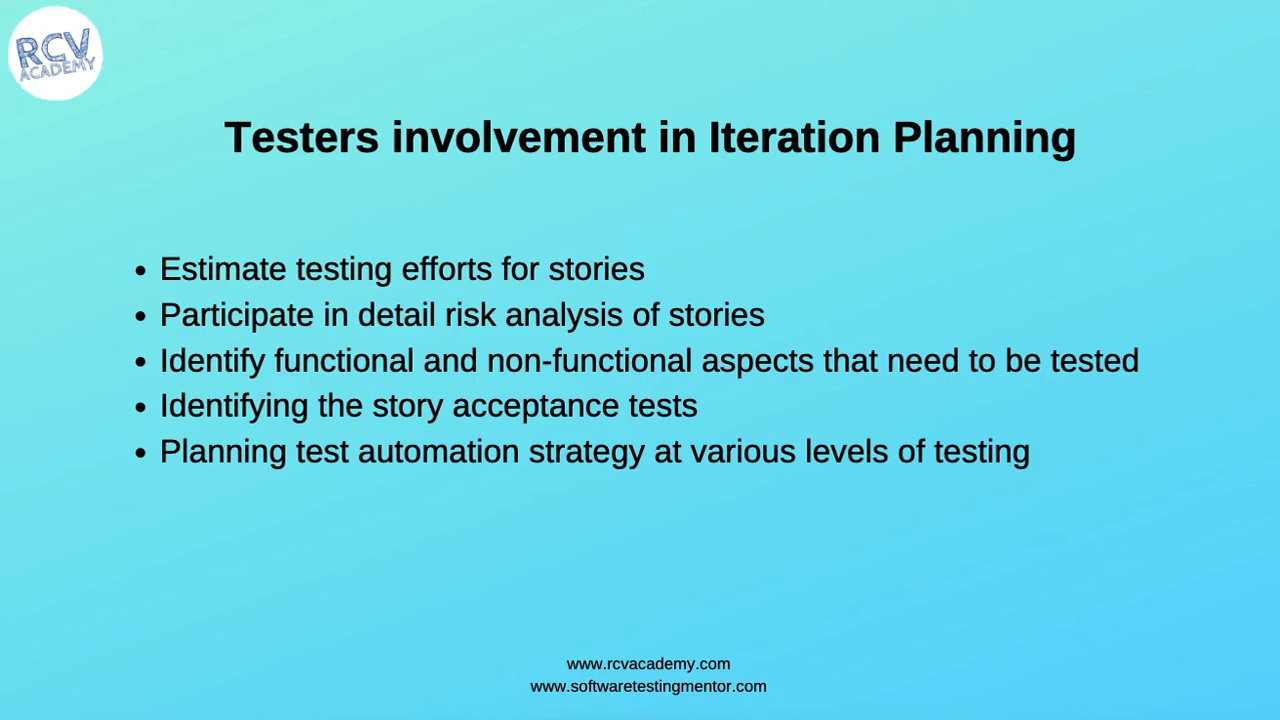 RCV
ACADEMY
Testers involvement in Iteration Planning
• Estimate testing efforts for stories
• Participate in detail risk analysis of stories
• Identify functional and non-functional aspects that need to be tested
• Identifying the story acceptance tests
• Planning test automation strategy at various levels of testing
www.rcvacademy.com
www.softwaretestingmentor.com